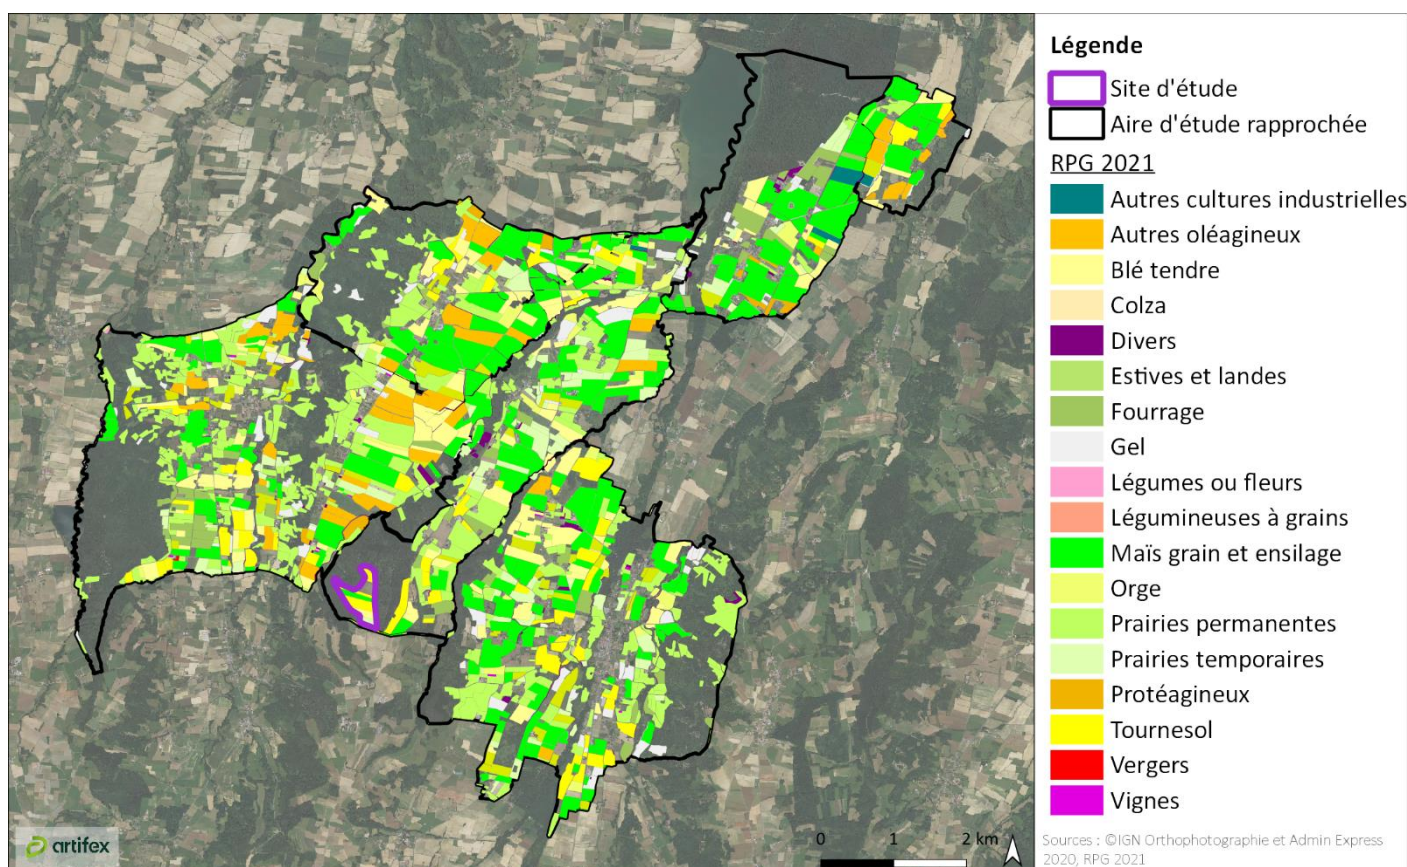 Légende
Site d'étude
Aire d'étude rapprochée
RPG 2021
Autres cultures industrielles
Autres oléagineux
Blé tendre
Colza
Divers
Estives et landes
Fourrage
Gel
Légumes ou fleurs
Légumineuses à grains
Maïs grain et ensilage
Orge
Prairies permanentes
Prairies temporaires
Protéagineux
Tournesol
Vergers
Vignes
artifex
0 1 2 km
Sources : ©IGN Orthophotographie et Admin Express
2020, RPG 2021